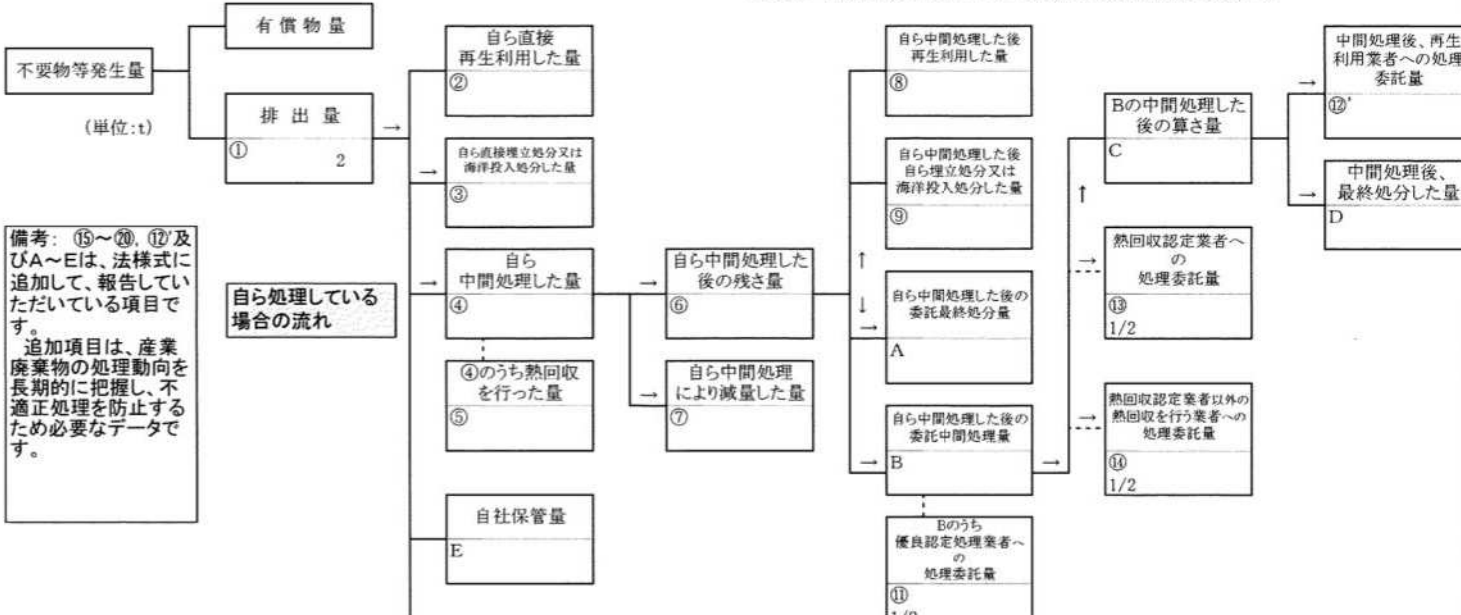 不要物等発生量
(単位:t)
有償物量
排出量
①
2
→
備考: ⑮～⑳, ⑫'及
びA～Eは、法様式に
追加して、報告してい
ただいている項目で
す。
追加項目は、産業
廃棄物の処理動向を
長期的に把握し、不
適正処理を防止する
ため必要なデータで
す。
自ら処理している
場合の流れ
自ら直接
再生利用した量
②
→
自ら直接埋立処分又は
海洋投入処分した量
③
→
自ら
中間処理した量
④
④のうち熱回収
を行った量
⑤
自社保管量
E
→
自ら中間処理した
後の残さ量
⑥
→
自ら中間処理
により減量した量
⑦
自ら中間処理した後
再生利用した量
⑧
自ら中間処理した後
自ら埋立処分又は
海洋投入処分した量
⑨
↑
↓
→
自ら中間処理した後の
委託最終処分量
A
→
自ら中間処理した後の
委託中間処理量
B
Bのうち
優良認定処理業者へ
の
処理委託量
⑪
→
↑
Bの中間処理した
後の算さ量
C
→
熱回収認定業者へ
の
処理委託量
⑬
1/2
→
熱回収認定業者以外の
熱回収を行う業者への
処理委託量
⑭
1/2
→
中間処理後、再生
利用業者への処理
委託量
⑫'
→
中間処理後、
最終処分した量
D